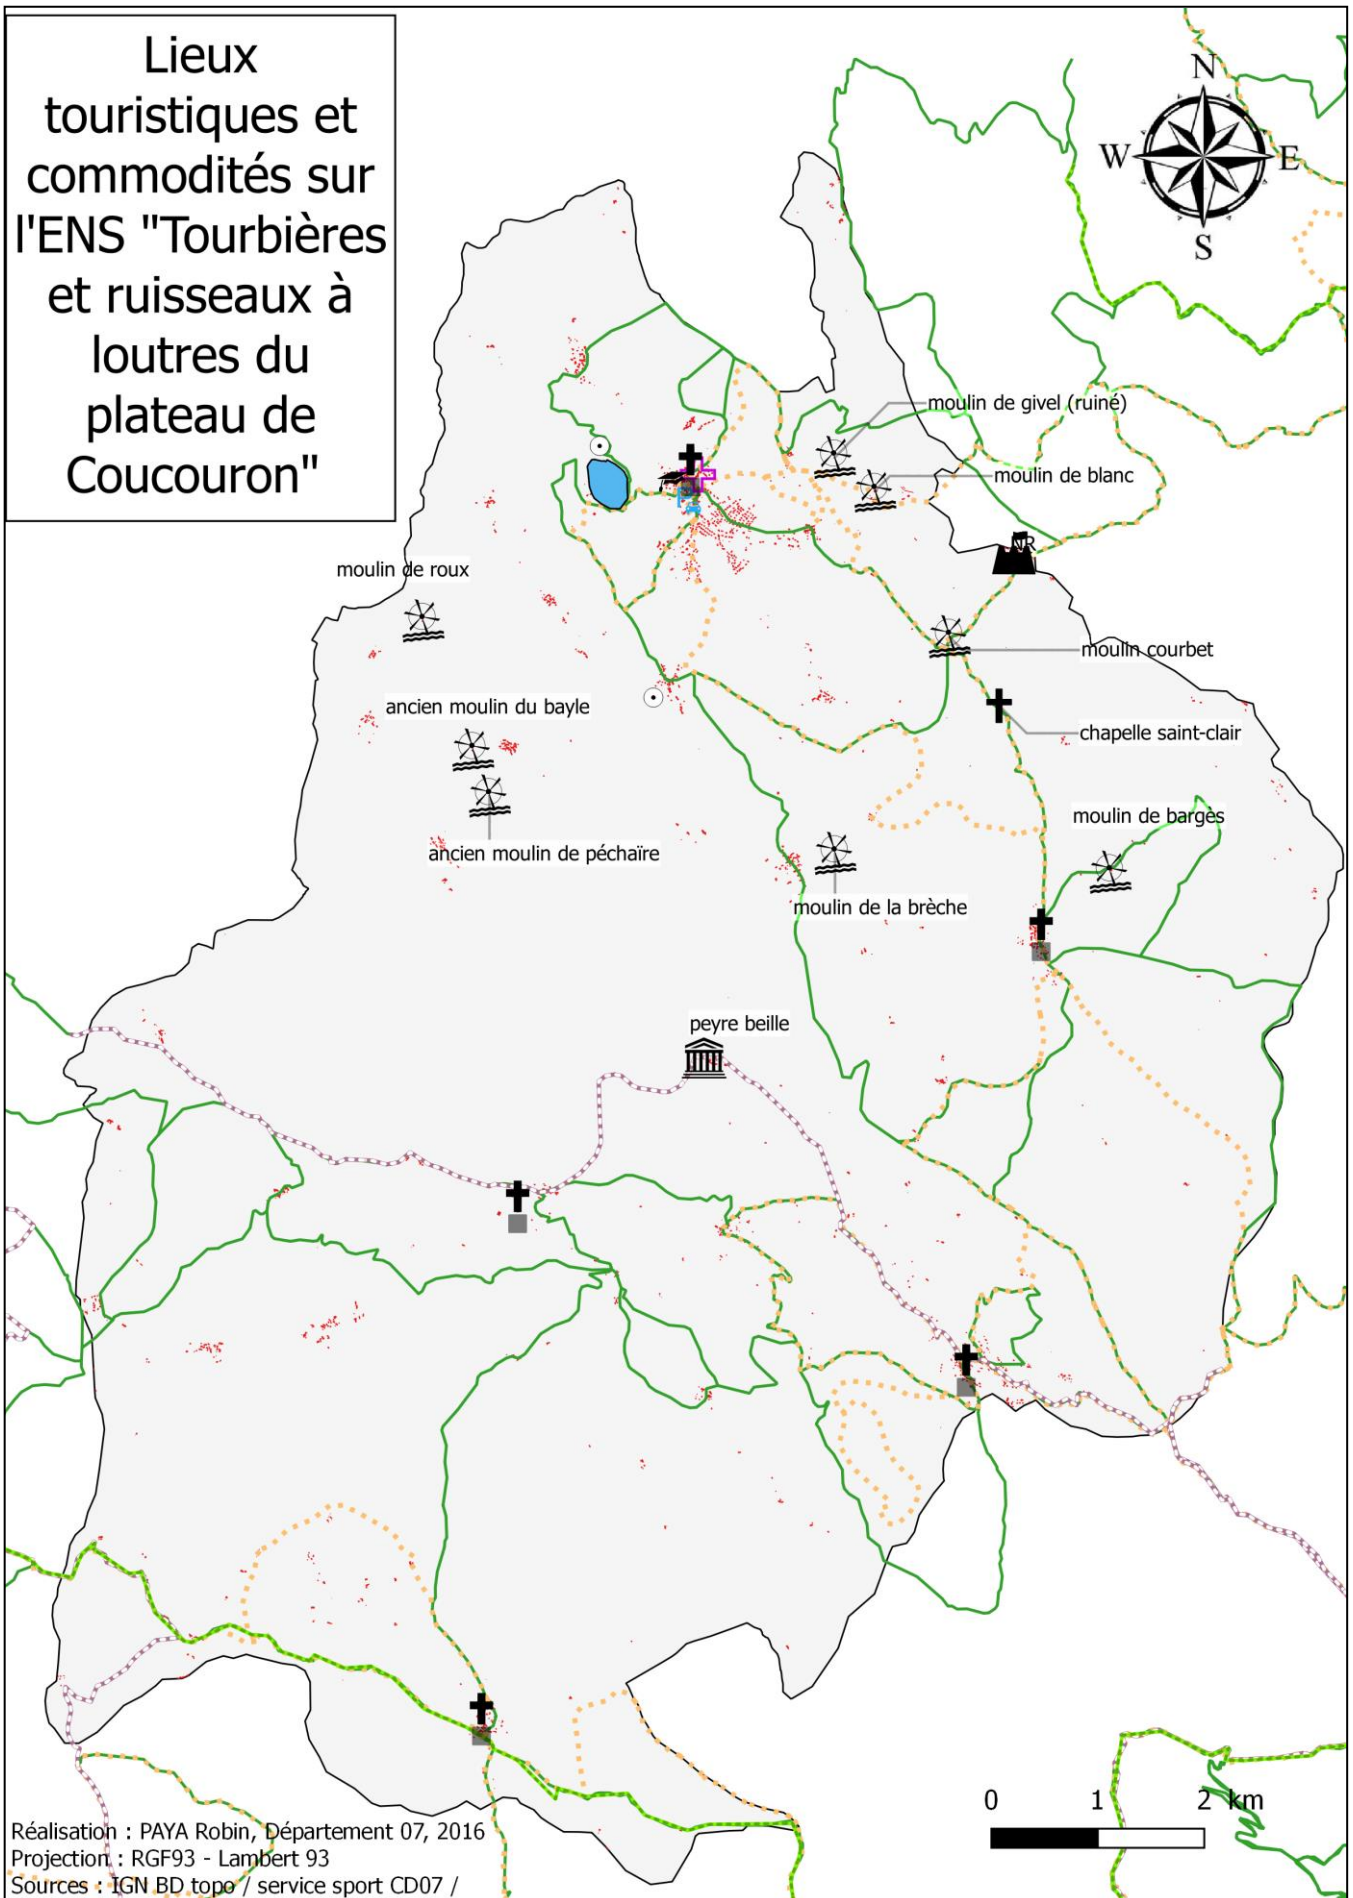 Lieux
touristiques et
commodités sur
l'ENS "Tourbières
et ruisseaux à
loutres du
plateau de
Coucouron"
N
W
E
S
moulin de givel (ruiné)
moulin de blanc
NR
moulin de roux
moulin courbet
ancien moulin du bayle
chapelle saint-clair
moulin de bargès
ancien moulin de péchaïre
moulin de la brèche
peyre beille
0 1 2 km
Réalisation : PAYA Robin, Département 07, 2016
Projection : RGF93 - Lambert 93
Sources : IGN BD topo / service sport CD07 /